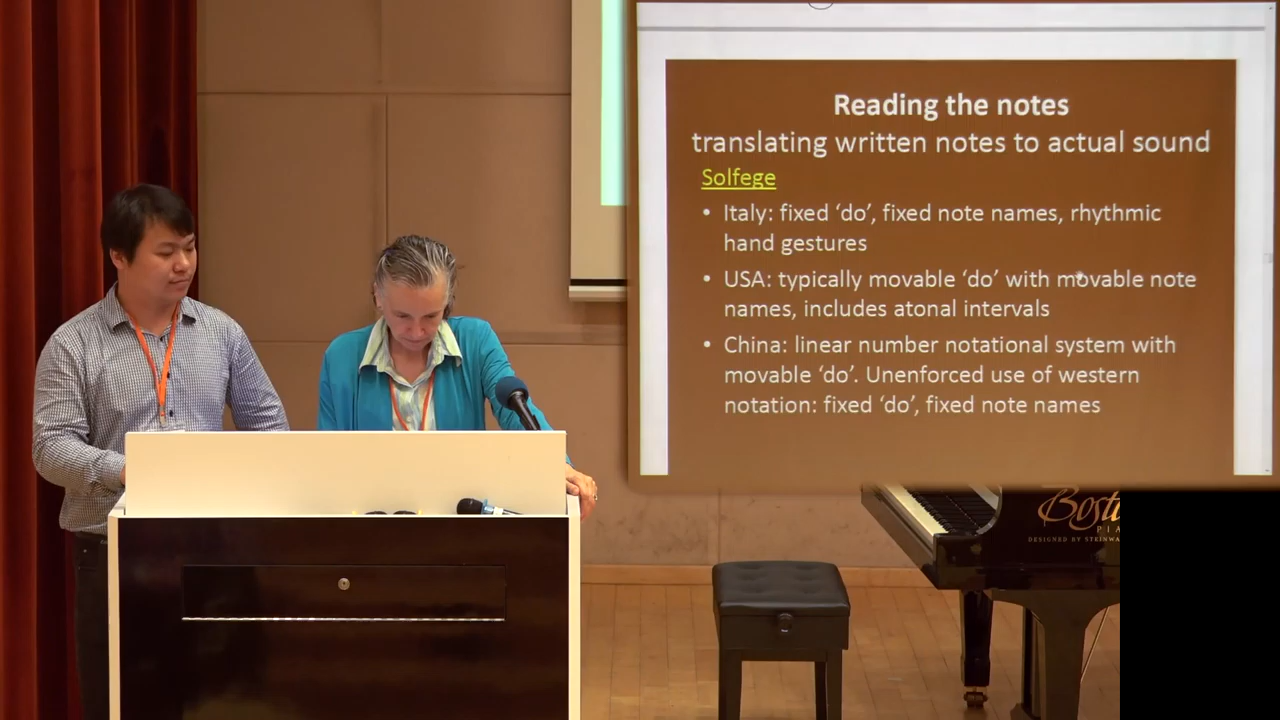 Reading the notes
translating written notes to actual sound
Solfege
• Italy: fixed ‘do’, fixed note names, rhythmic
hand gestures
• USA: typically movable ‘do’ with movable note
names, includes atonal intervals
• China: linear number notational system with
movable ‘do’. Unenforced use of western
notation: fixed ‘do’, fixed note names
Bost
PIA
DESIGNED BY STEINWA